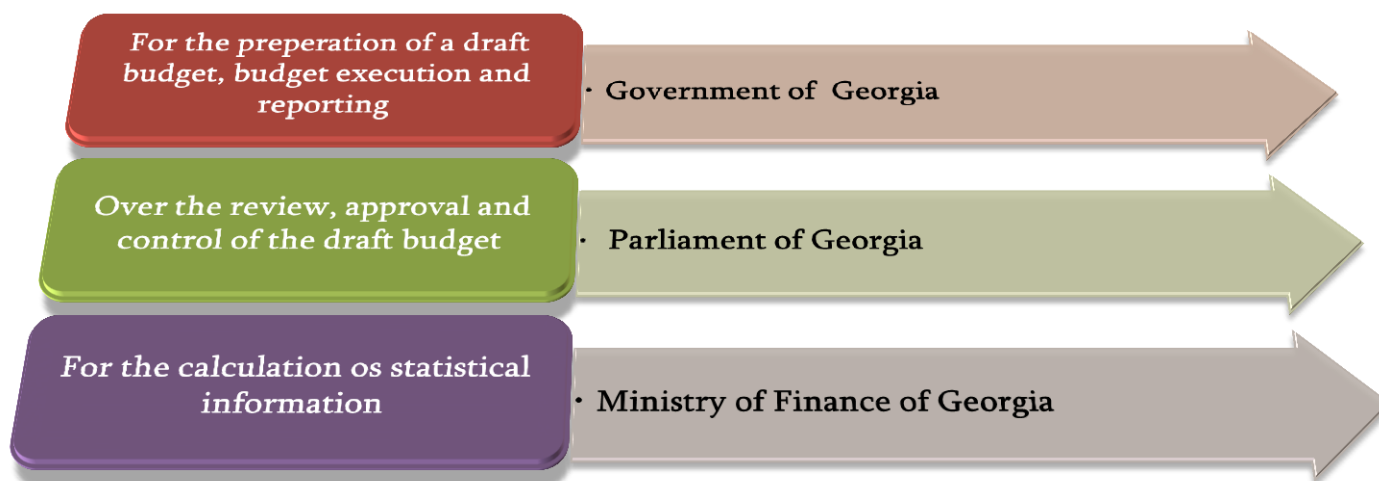 For the preperation of a draft
budget, budget execution and
reporting
· Government of Georgia
Over the review, approval and
control of the draft budget
· Parliament of Georgia
For the calculation os statistical
information
· Ministry of Finance of Georgia